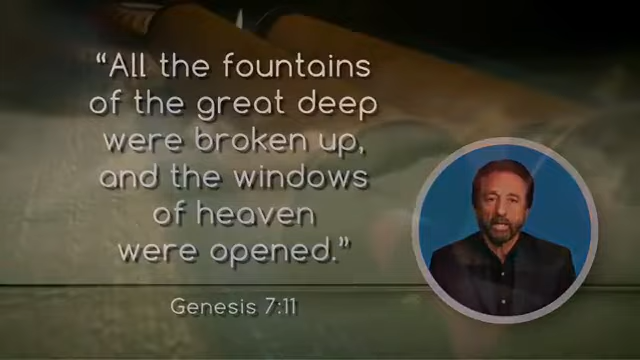 “All the fountains
of the great deep
were broken up,
and the windows
of heaven
were opened.”
Genesis 7:11